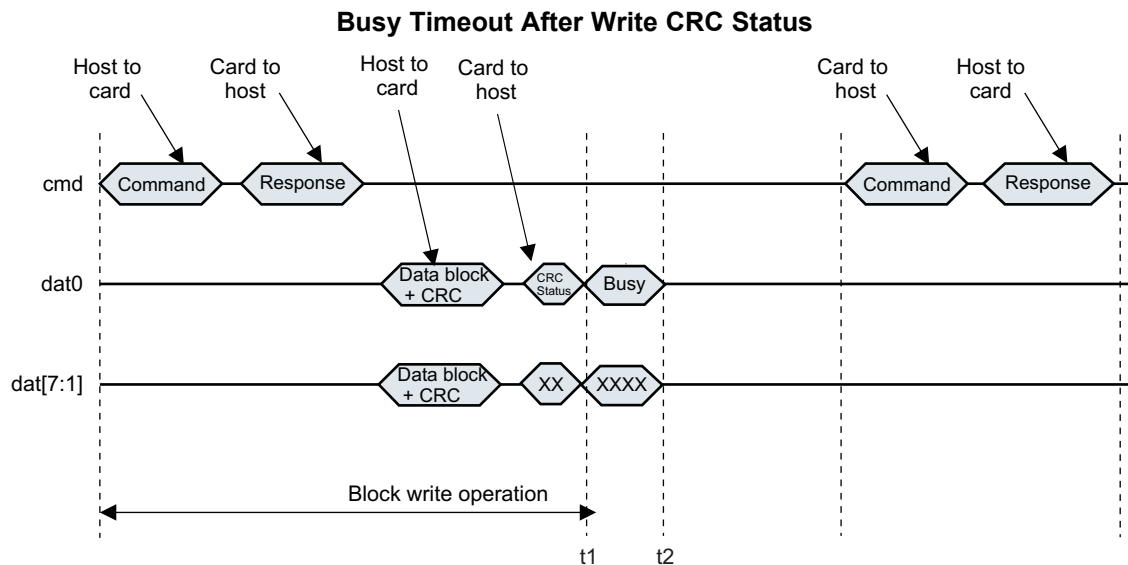 Busy Timeout After Write CRC Status
Host to
card
Card to
host
Host to
card
Card to
host
Card to
host
Host to
card
cmd
Command
Response
Command
Response
dat0
Data block
+ CRC
CRC
Status
Busy
dat[7:1]
Data block
+ CRC
XX
XXXX
Block write operation
t1
t2